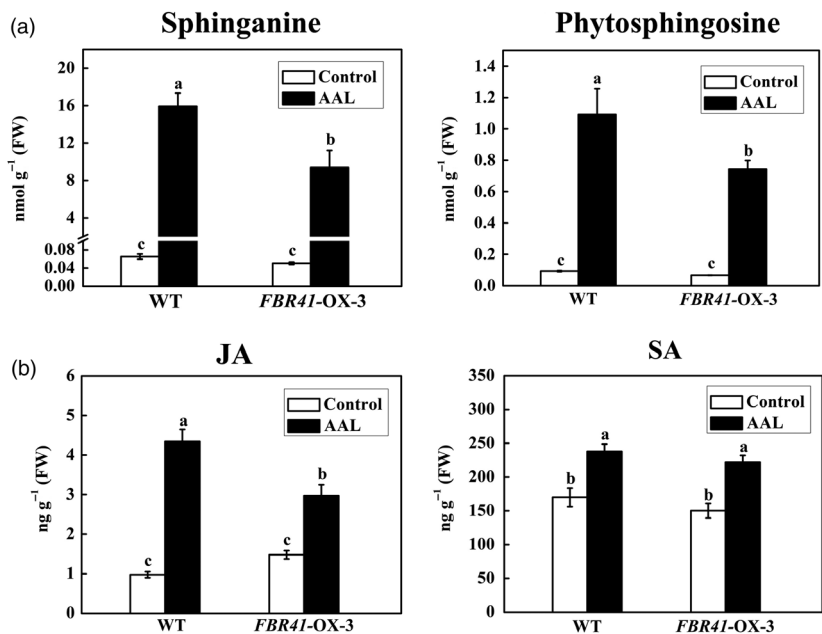 (a)
Sphinganine
nmol g⁻¹ (FW)
20
16
12
8
4
0.08
0.04
0.00
Control
AAL
a
b
c
c
WT
FBR41-OX-3
Phytosphingosine
nmol g⁻¹ (FW)
1.4
1.2
1.0
0.8
0.6
0.4
0.2
0.0
Control
AAL
a
b
c
c
WT
FBR41-OX-3
(b)
JA
ng g⁻¹ (FW)
6
5
4
3
2
1
0
Control
AAL
a
b
c
c
WT
FBR41-OX-3
SA
ng g⁻¹ (FW)
350
300
250
200
150
100
50
0
Control
AAL
a
a
b
b
WT
FBR41-OX-3